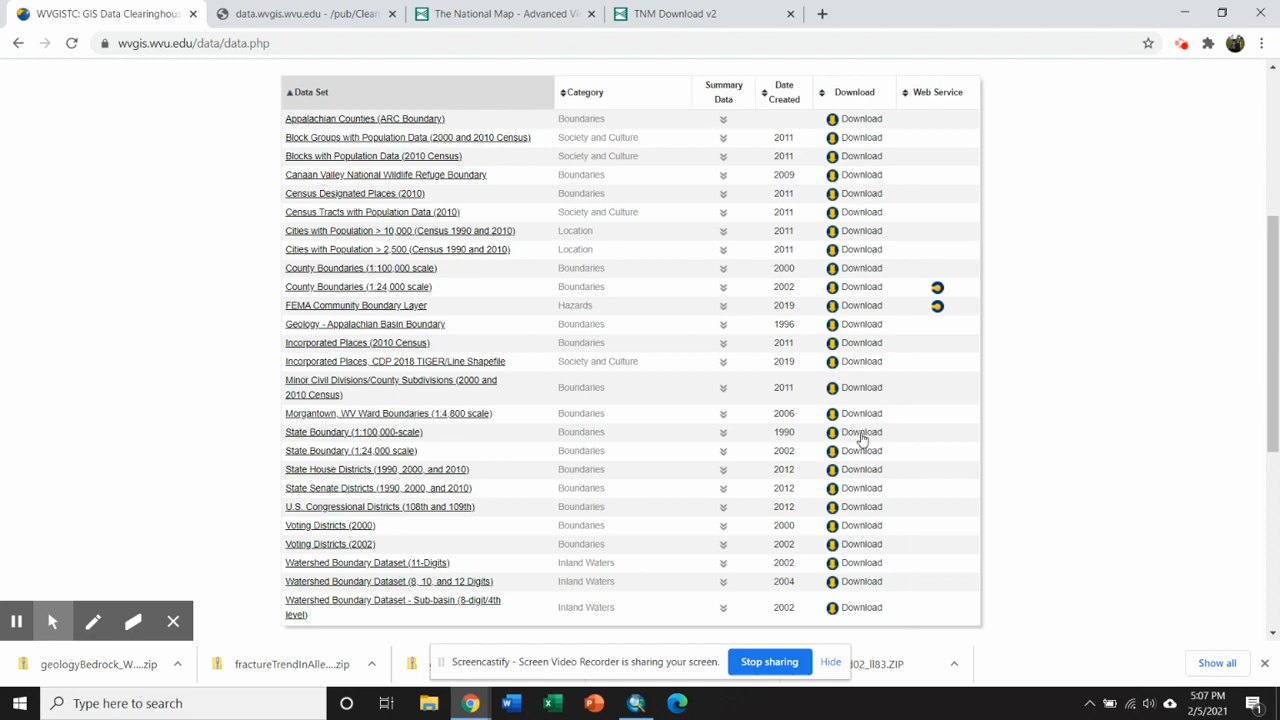 WVGISTC: GIS Data Clearinghous
data.wvgis.wvu.edu - /pub/Clear
The National Map - Advanced Vi
TNM Download v2
wvgis.wvu.edu/data/data.php
Data Set Category Summary Data Date Created Download Web Service
Appalachian Counties (ARC Boundary) Boundaries Download
Block Groups with Population Data (2000 and 2010 Census) Society and Culture 2011 Download
Blocks with Population Data (2010 Census) Society and Culture 2011 Download
Canaan Valley National Wildlife Refuge Boundary Boundaries 2009 Download
Census Designated Places (2010) Boundaries 2011 Download
Census Tracts with Population Data (2010) Society and Culture 2011 Download
Cities with Population > 10,000 (Census 1990 and 2010) Location 2011 Download
Cities with Population > 2,500 (Census 1990 and 2010) Location 2011 Download
County Boundaries (1:100,000 scale) Boundaries 2000 Download
County Boundaries (1:24,000 scale) Boundaries 2002 Download
FEMA Community Boundary Layer Hazards 2019 Download
Geology - Appalachian Basin Boundary Boundaries 1996 Download
Incorporated Places (2010 Census) Boundaries 2011 Download
Incorporated Places, CDP 2018 TIGER/Line Shapefile Society and Culture 2019 Download
Minor Civil Divisions/County Subdivisions (2000 and
2010 Census) Boundaries 2011 Download
Morgantown, WV Ward Boundaries (1:4,800 scale) Boundaries 2006 Download
State Boundary (1:100,000-scale) Boundaries 1990 Download
State Boundary (1:24,000 scale) Boundaries 2002 Download
State House Districts (1990, 2000, and 2010) Boundaries 2012 Download
State Senate Districts (1990, 2000, and 2010) Boundaries 2012 Download
U.S. Congressional Districts (108th and 109th) Boundaries 2012 Download
Voting Districts (2000) Boundaries 2000 Download
Voting Districts (2002) Boundaries 2002 Download
Watershed Boundary Dataset (11-Digits) Inland Waters 2002 Download
Watershed Boundary Dataset (8, 10, and 12 Digits) Inland Waters 2004 Download
Watershed Boundary Dataset - Sub-basin (8-digit/4th
level) Inland Waters 2002 Download
geologyBedrock_W....zip
fractureTrendInAlle....zip
Screencastify - Screen Video Recorder is sharing your screen.
Stop sharing
Hide
d02_ll83.ZIP
Show all
Type here to search
5:07 PM
2/5/2021
1